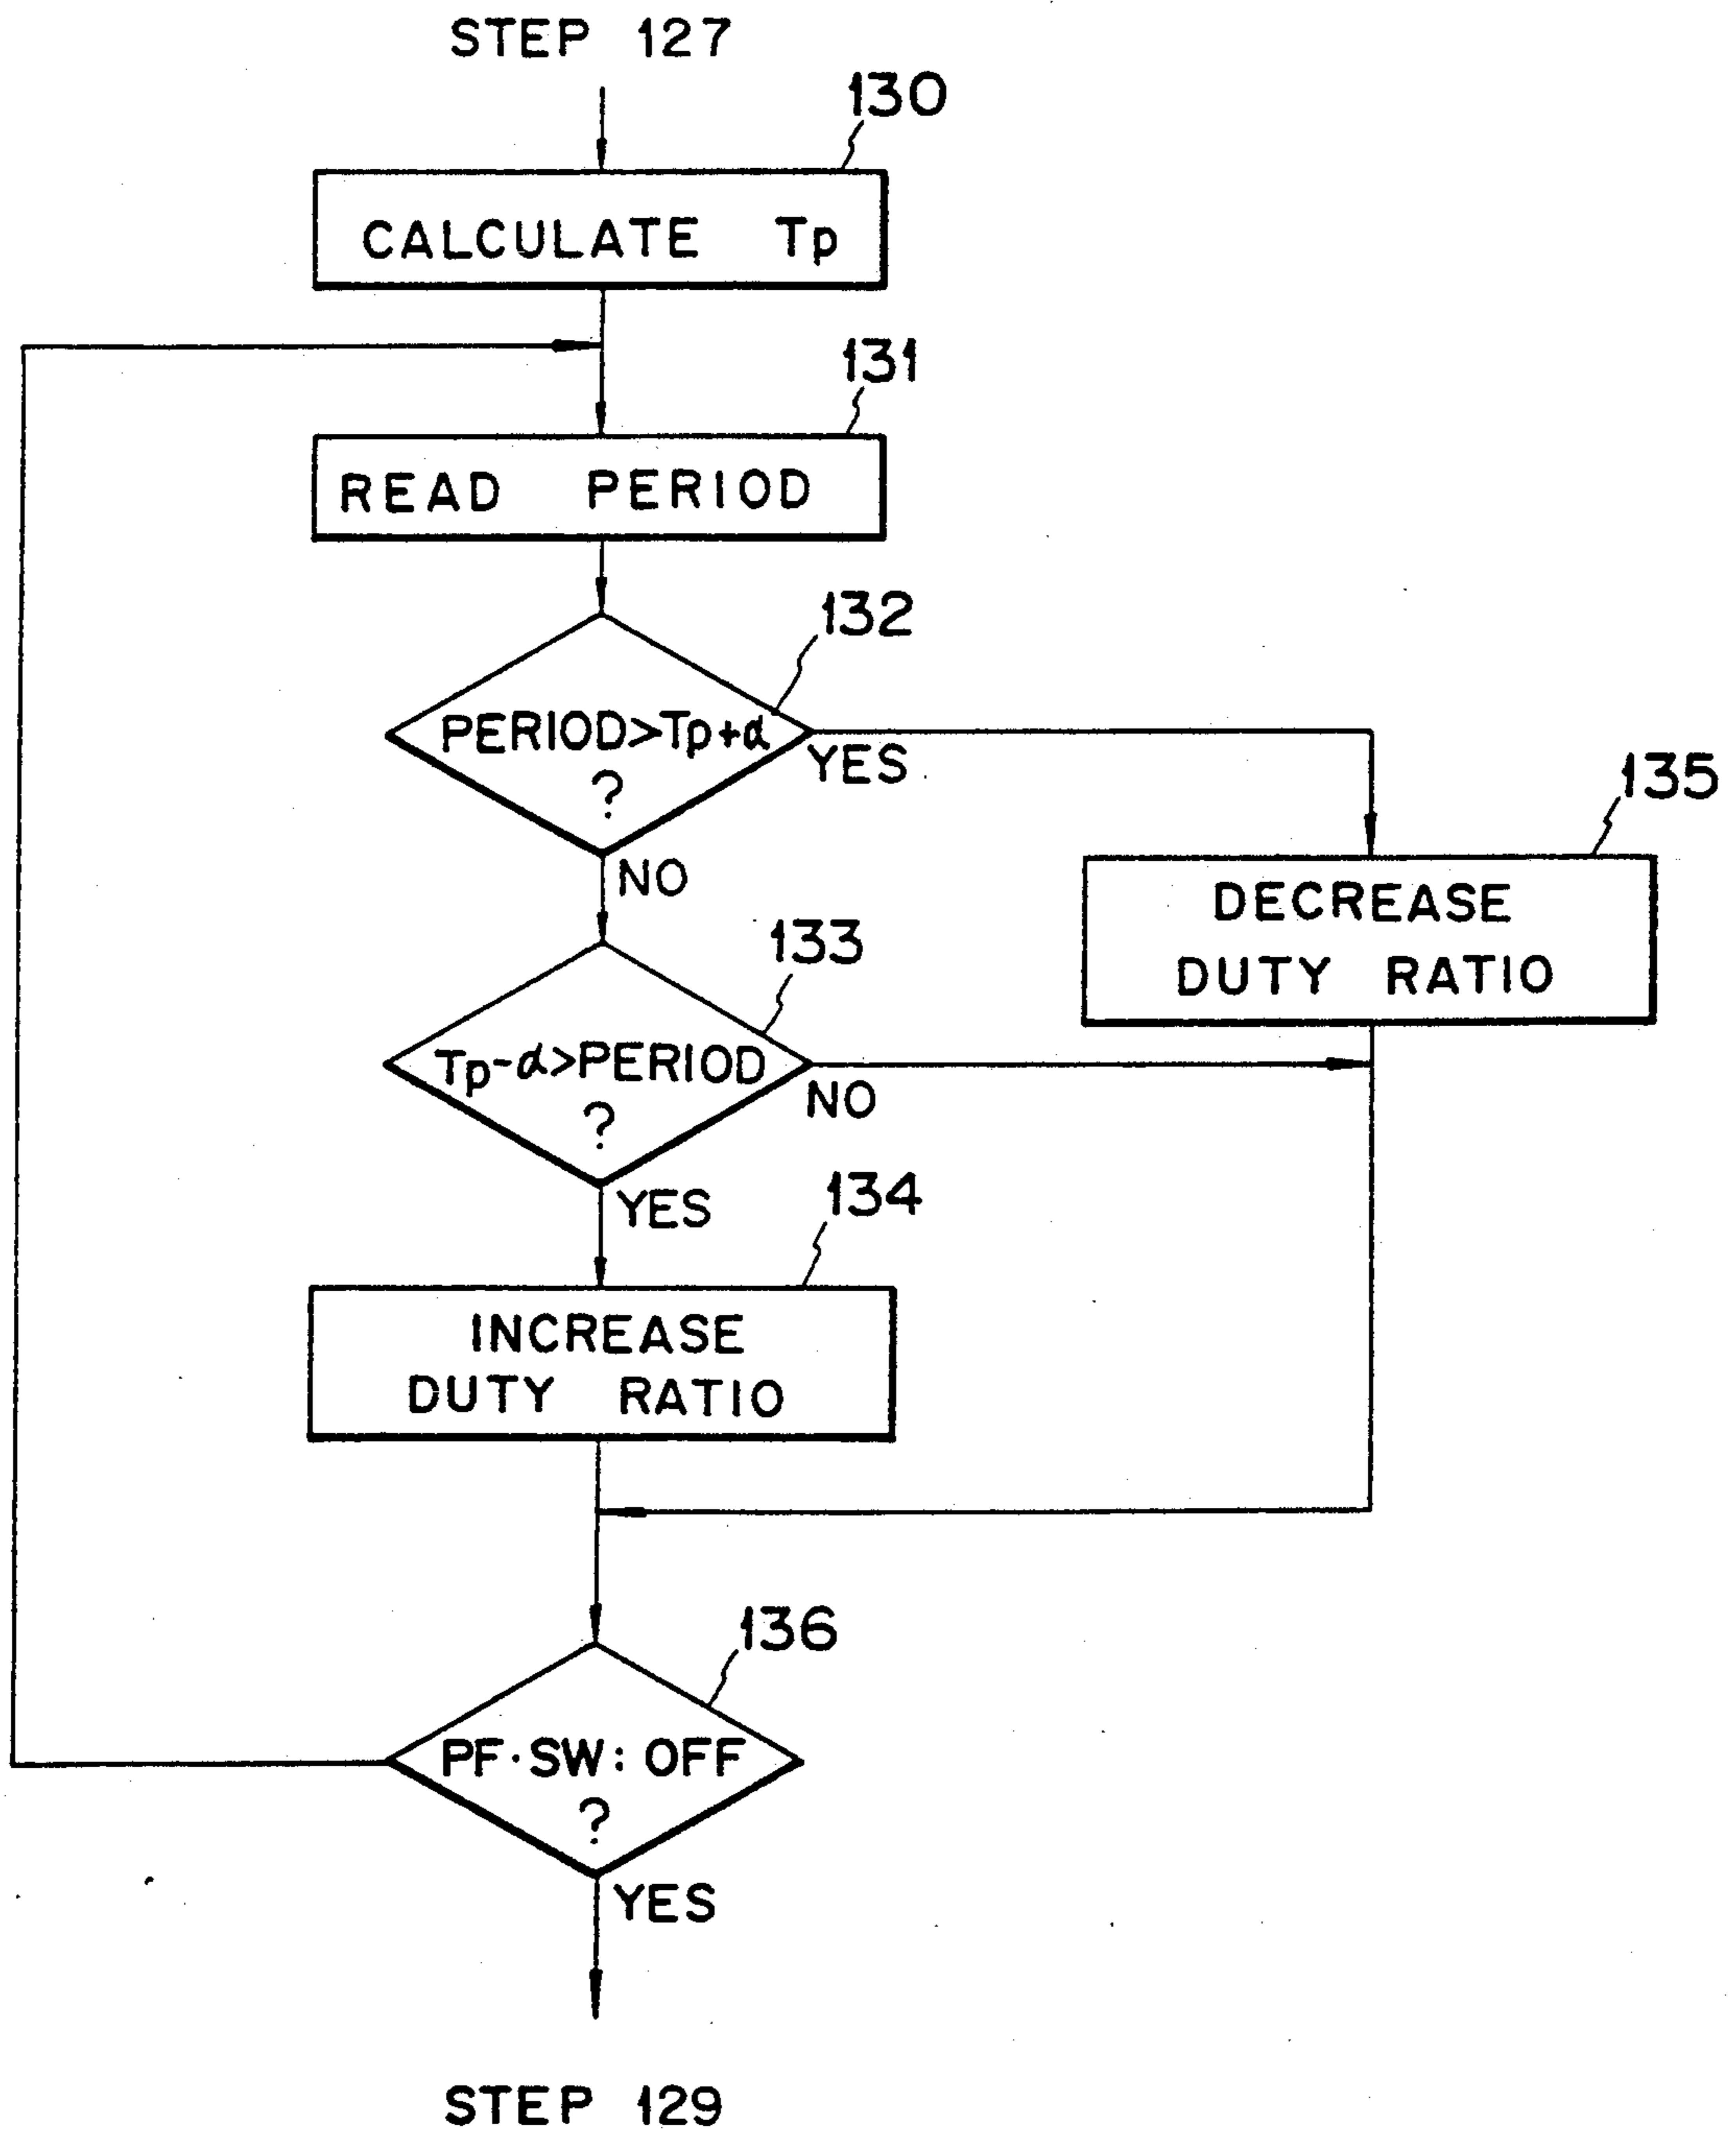 STEP 127
130
CALCULATE Tp
131
READ PERIOD
132
PERIOD>Tp+α
?
YES
NO
135
DECREASE
DUTY RATIO
133
Tp-α>PERIOD
?
NO
YES
134
INCREASE
DUTY RATIO
136
PF·SW: OFF
?
YES
STEP 129